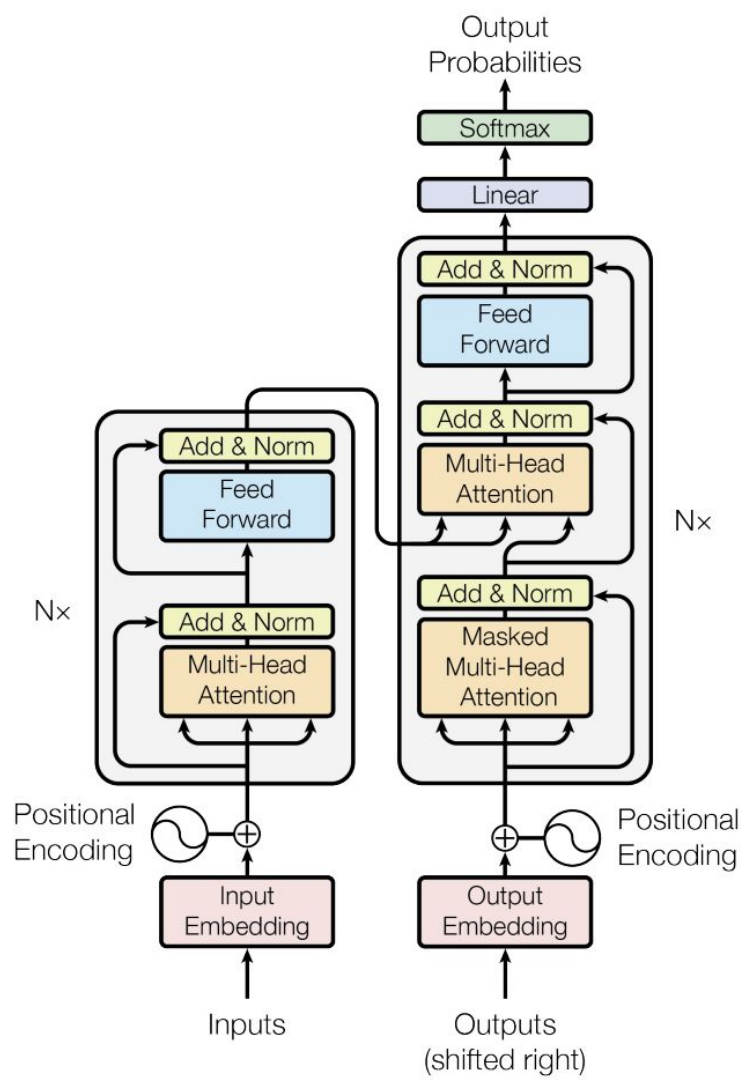 Output
Probabilities
Softmax
Linear
Add & Norm
Feed
Forward
Add & Norm
Multi-Head
Attention
Nx
Add & Norm
Masked
Multi-Head
Attention
Add & Norm
Feed
Forward
Nx
Add & Norm
Multi-Head
Attention
Positional
Encoding
Positional
Encoding
Input
Embedding
Output
Embedding
Inputs
Outputs
(shifted right)